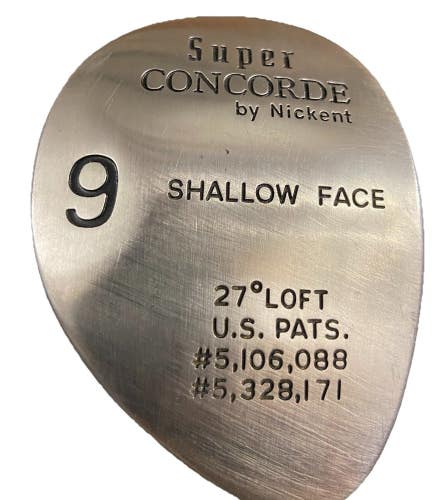 Super
CONCORDE
by Nickent
9
SHALLOW FACE
27°LOFT
U.S. PATS.
#5,106,088
#5,328,171